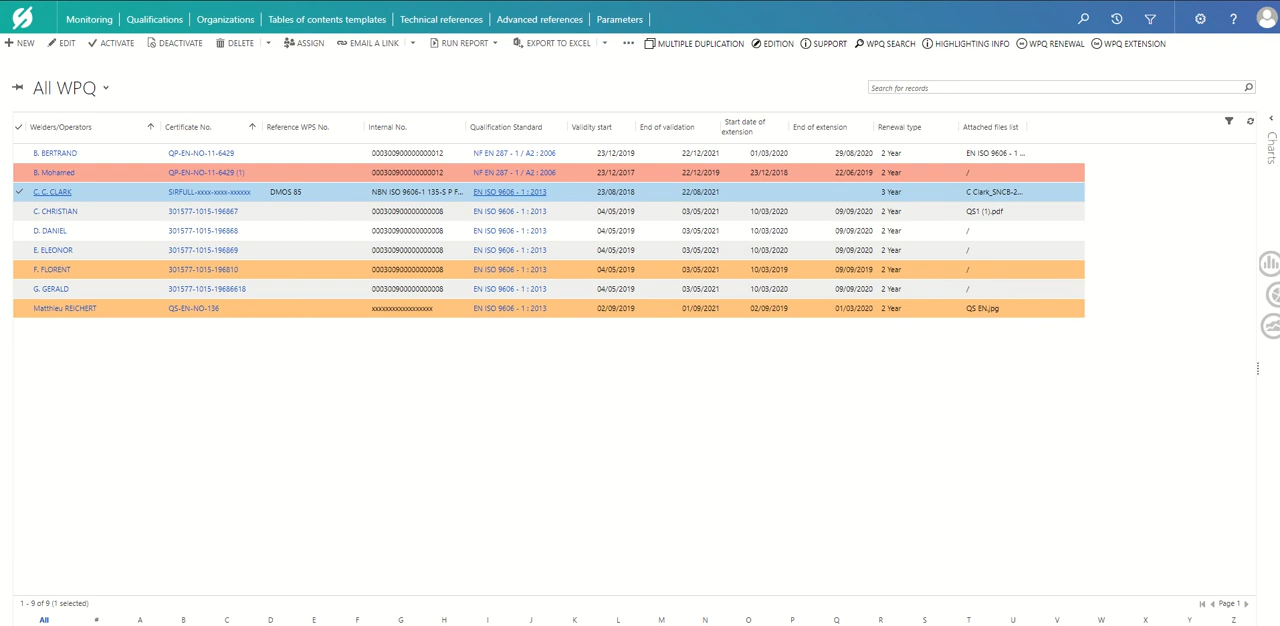 Monitoring Qualifications Organizations Tables of contents templates Technical references Advanced references Parameters ?
NEW EDIT ACTIVATE DEACTIVATE DELETE ASSIGN EMAIL A LINK RUN REPORT EXPORT TO EXCEL ••• MULTIPLE DUPLICATION EDITION SUPPORT WPQ SEARCH HIGHLIGHTING INFO WPQ RENEWAL WPQ EXTENSION
All WPQ
Search for records
Welders/Operators Certificate No. Reference WPS No. Internal No. Qualification Standard Validity start End of validation Start date of extension End of extension Renewal type Attached files list
B. BERTRAND QP-EN-NO-11-6429 000300900000000012 NF EN 287 - 1 / A2 : 2006 23/12/2019 22/12/2021 01/03/2020 29/08/2020 2 Year EN ISO 9606 - 1 ...
B. Mohamed QP-EN-NO-11-6429 (1) 000300900000000012 NF EN 287 - 1 / A2 : 2006 23/12/2017 22/12/2019 23/12/2018 22/06/2019 2 Year /
C. C. CLARK SIRFULL-xxxx-xxxx-xxxxxx DMOS 85 NBN ISO 9606-1 135-S P F... EN ISO 9606 - 1 : 2013 23/08/2018 22/08/2021 3 Year C Clark_SNCB-2...
C. CHRISTIAN 301577-1015-196867 000300900000000008 EN ISO 9606 - 1 : 2013 04/05/2019 03/05/2021 10/03/2020 09/09/2020 2 Year QS1 (1).pdf
D. DANIEL 301577-1015-196868 000300900000000008 EN ISO 9606 - 1 : 2013 04/05/2019 03/05/2021 10/03/2020 09/09/2020 2 Year /
E. ELEONOR 301577-1015-196869 000300900000000008 EN ISO 9606 - 1 : 2013 04/05/2019 03/05/2021 10/03/2020 09/09/2020 2 Year /
F. FLORENT 301577-1015-196810 000300900000000008 EN ISO 9606 - 1 : 2013 04/05/2019 03/05/2021 10/03/2019 09/09/2019 2 Year /
G. GERALD 301577-1015-19686618 000300900000000008 EN ISO 9606 - 1 : 2013 04/05/2019 03/05/2021 10/03/2020 09/09/2020 2 Year /
Matthieu REICHERT QS-EN-NO-136 xxxxxxxxxxxxxxxxxx EN ISO 9606 - 1 : 2013 02/09/2019 01/09/2021 02/09/2019 01/03/2020 2 Year QS EN.jpg
Charts
1 - 9 of 9 (1 selected) Page 1
All # A B C D E F G H I J K L M N O P Q R S T U V W X Y Z